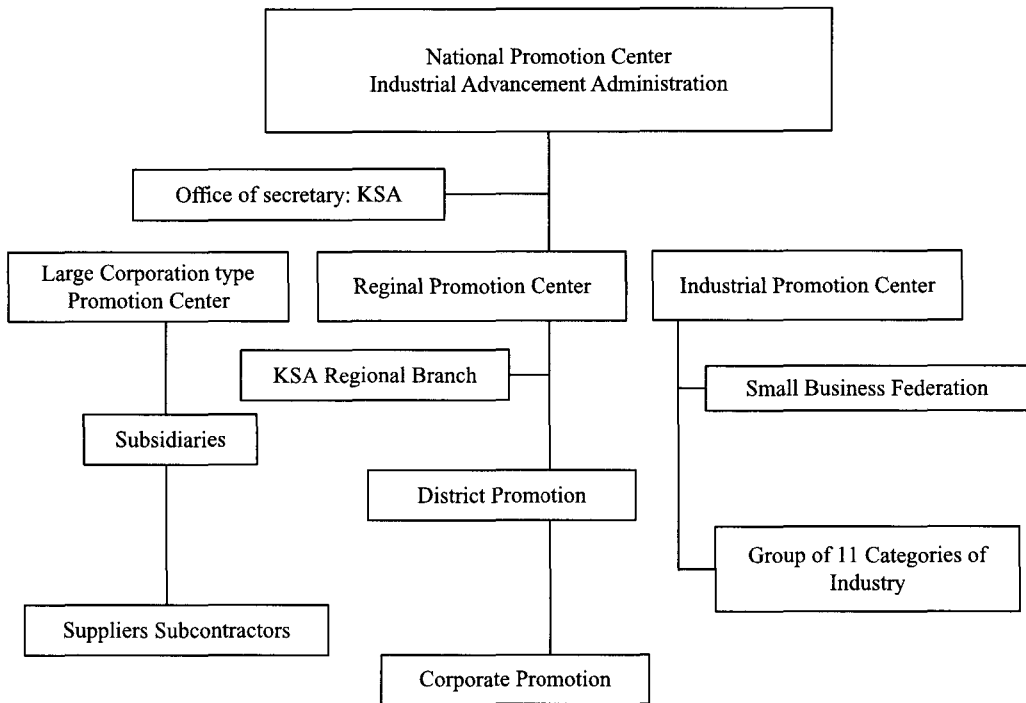 National Promotion Center
Industrial Advancement Administration
Office of secretary: KSA
Large Corporation type
Promotion Center
Reginal Promotion Center
Industrial Promotion Center
KSA Regional Branch
Small Business Federation
Subsidiaries
District Promotion
Group of 11 Categories of
Industry
Suppliers Subcontractors
Corporate Promotion